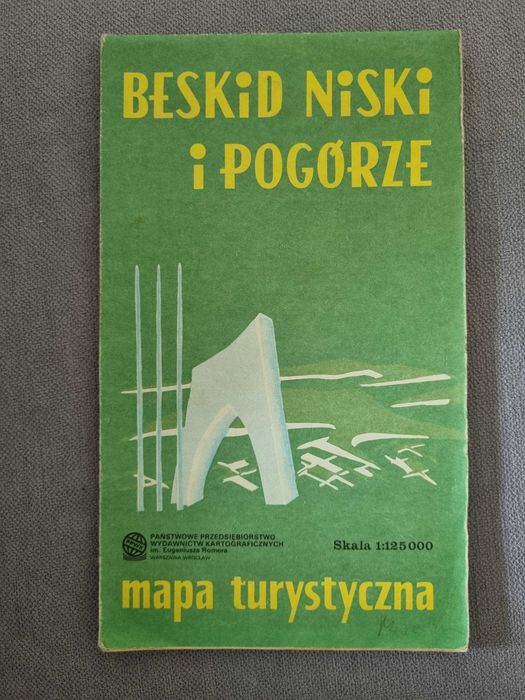 BESKiD NiSKi
i POGÓRZE
PAŃSTWOWE PRZEDSIĘBIORSTWO
WYDAWNICTW KARTOGRAFICZNYCH
im. Eugeniusza Romera
WARSZAWA WROCŁAW
Skala 1:125 000
mapa turystyczna